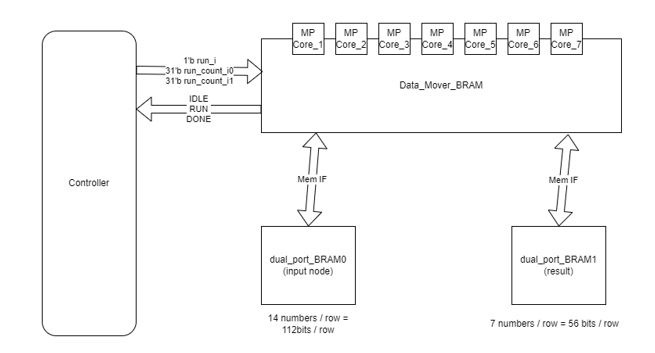 MP
Core_1
MP
Core_2
MP
Core_3
MP
Core_4
MP
Core_5
MP
Core_6
MP
Core_7
1'b run_i
31'b run_count_i0
31'b run_count_i1
Data_Mover_BRAM
IDLE
RUN
DONE
Controller
Mem IF
Mem IF
dual_port_BRAM0
(input node)
dual_port_BRAM1
(result)
14 numbers / row =
112bits / row
7 numbers / row = 56 bits / row